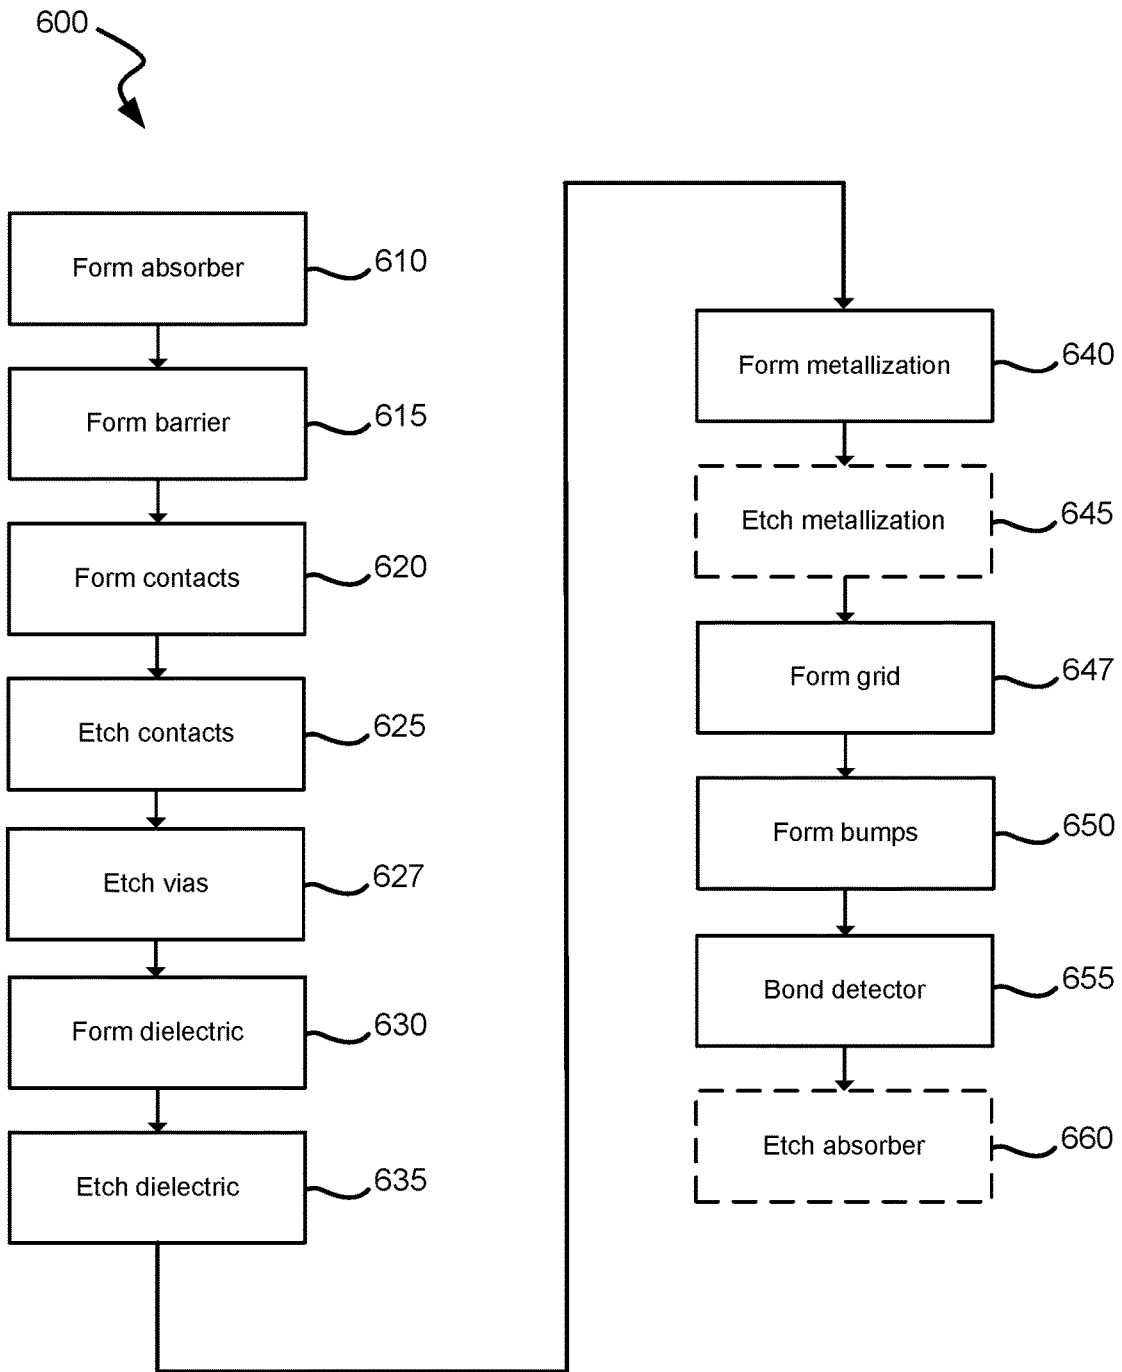 600
Form absorber
610
Form barrier
615
Form contacts
620
Etch contacts
625
Etch vias
627
Form dielectric
630
Etch dielectric
635
Form metallization
640
Etch metallization
645
Form grid
647
Form bumps
650
Bond detector
655
Etch absorber
660